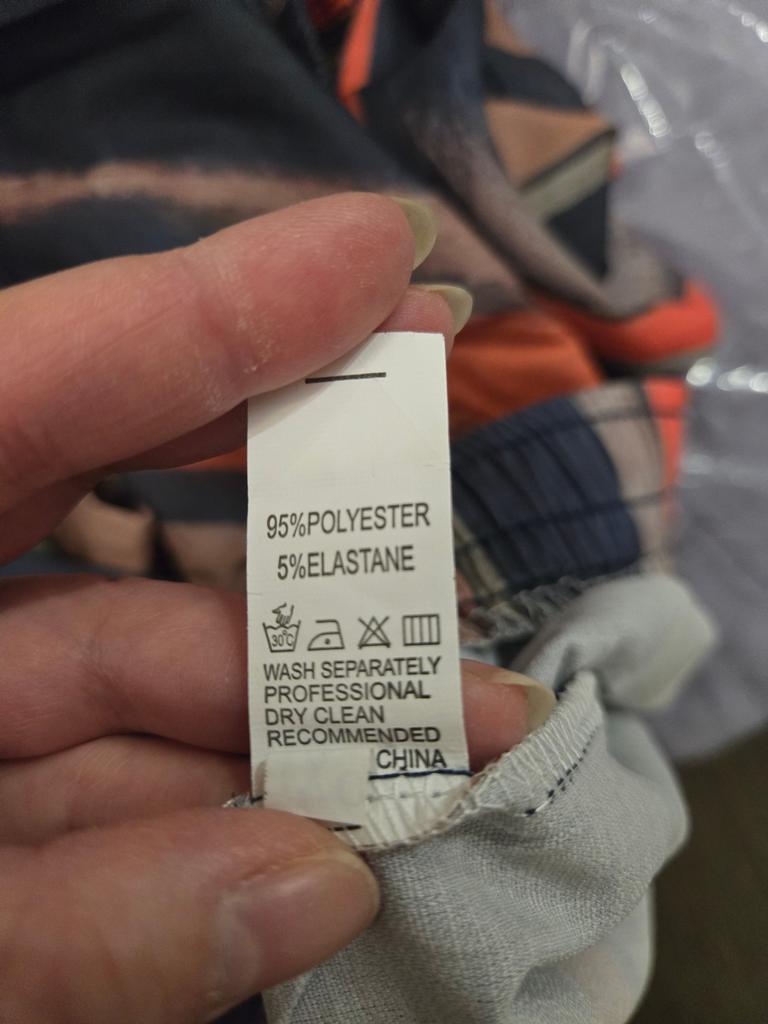 95%POLYESTER
5%ELASTANE
30°C
WASH SEPARATELY
PROFESSIONAL
DRY CLEAN
RECOMMENDED
CHINA